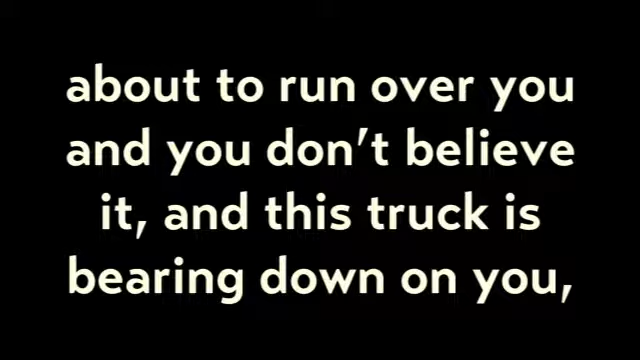 about to run over you
and you don't believe
it, and this truck is
bearing down on you,